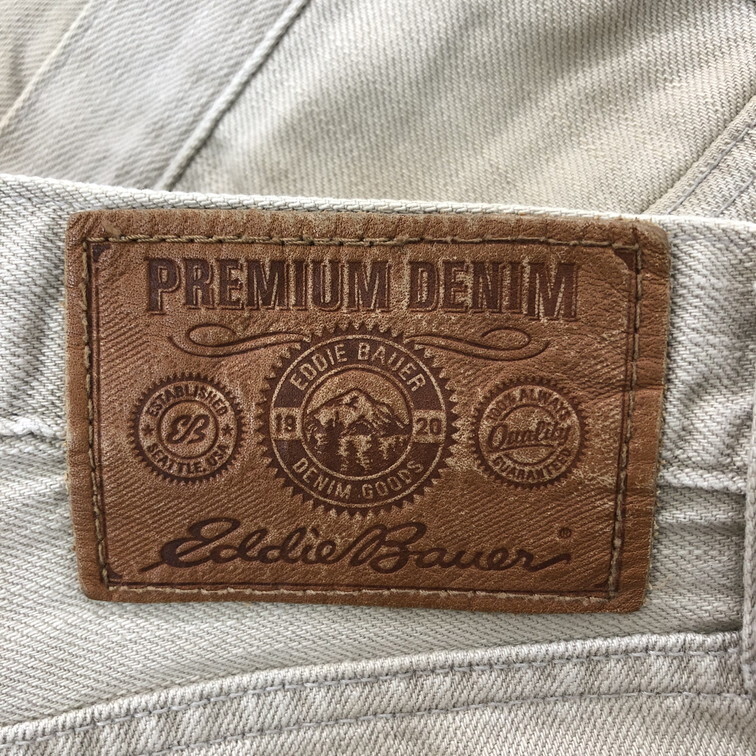 PREMIUM DENIM
ESTABLISHED
EB
SEATTLE, USA
EDDIE BAUER
19 20
DENIM GOODS
100% ALWAYS
Quality
GUARANTEED
Eddie Bauer ®